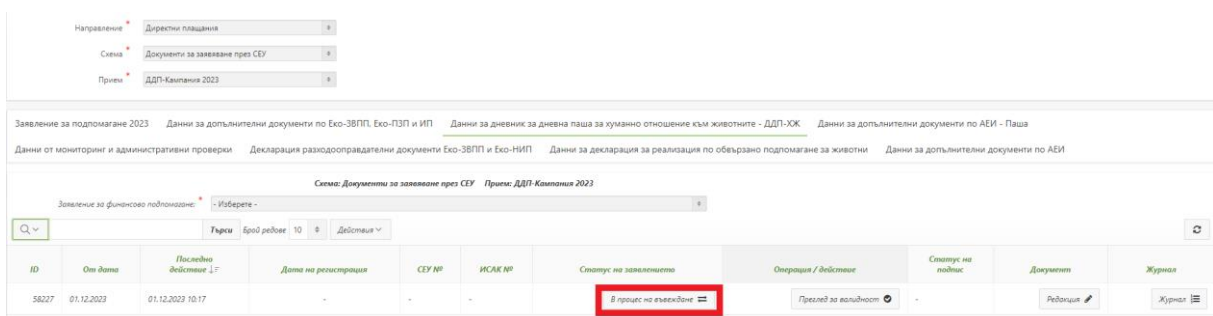 Направление * Директни плащания
Схема * Документи за заявяване през СЕУ
Прием * ДДП-Кампания 2023
Заявление за подпомагане 2023 Данни за допълнителни документи по Еко-ЗВПП, Еко-ПЗП и ИП Данни за дневник за дневна паша за хуманно отношение към животните - ДДП-ХЖ Данни за допълнителни документи по АЕИ - Паша
Данни от мониторинг и административни проверки Декларация разходооправдателни документи Еко-ЗВПП и Еко-НИП Данни за декларация за реализация по обвързано подпомагане за животни Данни за допълнителни документи по АЕИ
Схема: Документи за заявяване през СЕУ Прием: ДДП-Кампания 2023
Заявление за финансово подпомагане: * - Изберете -
Търси Брой редове 10 Действия
ID От дата Последно действие Дата на регистрация СЕУ № ИСАК № Статус на заявлението Операция / действие Статус на подпис Документ Журнал
58227 01.12.2023 01.12.2023 10:17 - - - В процес на въвеждане Преглед за валидност - Редакция Журнал